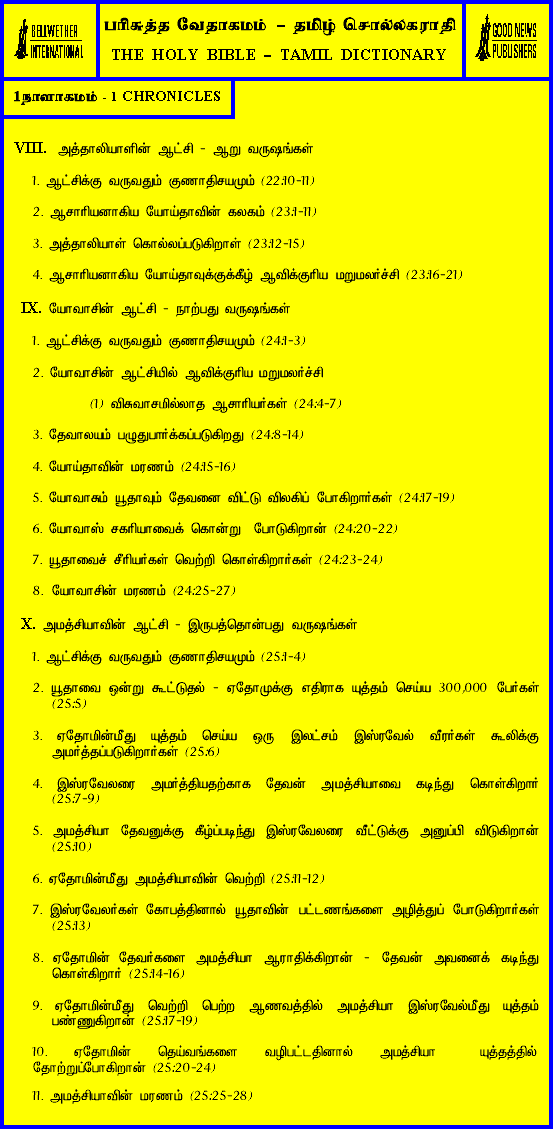 BELLWETHER
INTERNATIONAL
பரிசுத்த வேதாகமம் – தமிழ் சொல்லகராதி
THE HOLY BIBLE – TAMIL DICTIONARY
GOOD NEWS
PUBLISHERS
1நாளாகமம் - 1 CHRONICLES
VIII. அத்தாலியாளின் ஆட்சி - ஆறு வருஷங்கள்
1. ஆட்சிக்கு வருவதும் குணாதிசயமும் (22:10-11)
2. ஆசாரியனாகிய யோய்தாவின் கலகம் (23:1-11)
3. அத்தாலியாள் கொல்லப்படுகிறாள் (23:12-15)
4. ஆசாரியனாகிய யோய்தாவுக்குக்கீழ் ஆவிக்குரிய மறுமலர்ச்சி (23:16-21)
IX. யோவாசின் ஆட்சி - நாற்பது வருஷங்கள்
1. ஆட்சிக்கு வருவதும் குணாதிசயமும் (24:1-3)
2. யோவாசின் ஆட்சியில் ஆவிக்குரிய மறுமலர்ச்சி
(1) விசுவாசமில்லாத ஆசாரியர்கள் (24:4-7)
3. தேவாலயம் பழுதுபார்க்கப்படுகிறது (24:8-14)
4. யோய்தாவின் மரணம் (24:15-16)
5. யோவாசும் யூதாவும் தேவனை விட்டு விலகிப் போகிறார்கள் (24:17-19)
6. யோவாஸ் சகரியாவைக் கொன்று போடுகிறான் (24:20-22)
7. யூதாவைச் சீரியர்கள் வெற்றி கொள்கிறார்கள் (24:23-24)
8. யோவாசின் மரணம் (24:25-27)
X. அமத்சியாவின் ஆட்சி - இருபத்தொன்பது வருஷங்கள்
1. ஆட்சிக்கு வருவதும் குணாதிசயமும் (25:1-4)
2. யூதாவை ஒன்று கூட்டுதல் - ஏதோமுக்கு எதிராக யுத்தம் செய்ய 300,000 பேர்கள்
(25:5)
3. ஏதோமின்மீது யுத்தம் செய்ய ஒரு இலட்சம் இஸ்ரவேல் வீரர்கள் கூலிக்கு
அமர்த்தப்படுகிறார்கள் (25:6)
4. இஸ்ரவேலரை அமர்த்தியதற்காக தேவன் அமத்சியாவை கடிந்து கொள்கிறார்
(25:7-9)
5. அமத்சியா தேவனுக்கு கீழ்ப்படிந்து இஸ்ரவேலரை வீட்டுக்கு அனுப்பி விடுகிறான்
(25:10)
6. ஏதோமின்மீது அமத்சியாவின் வெற்றி (25:11-12)
7. இஸ்ரவேலர்கள் கோபத்தினால் யூதாவின் பட்டணங்களை அழித்துப் போடுகிறார்கள்
(25:13)
8. ஏதோமின் தேவர்களை அமத்சியா ஆராதிக்கிறான் - தேவன் அவனைக் கடிந்து
கொள்கிறார் (25:14-16)
9. ஏதோமின்மீது வெற்றி பெற்ற ஆணவத்தில் அமத்சியா இஸ்ரவேல்மீது யுத்தம்
பண்ணுகிறான் (25:17-19)
10. ஏதோமின் தெய்வங்களை வழிபட்டதினால் அமத்சியா யுத்தத்தில்
தோற்றுப்போகிறான் (25:20-24)
11. அமத்சியாவின் மரணம் (25:25-28)